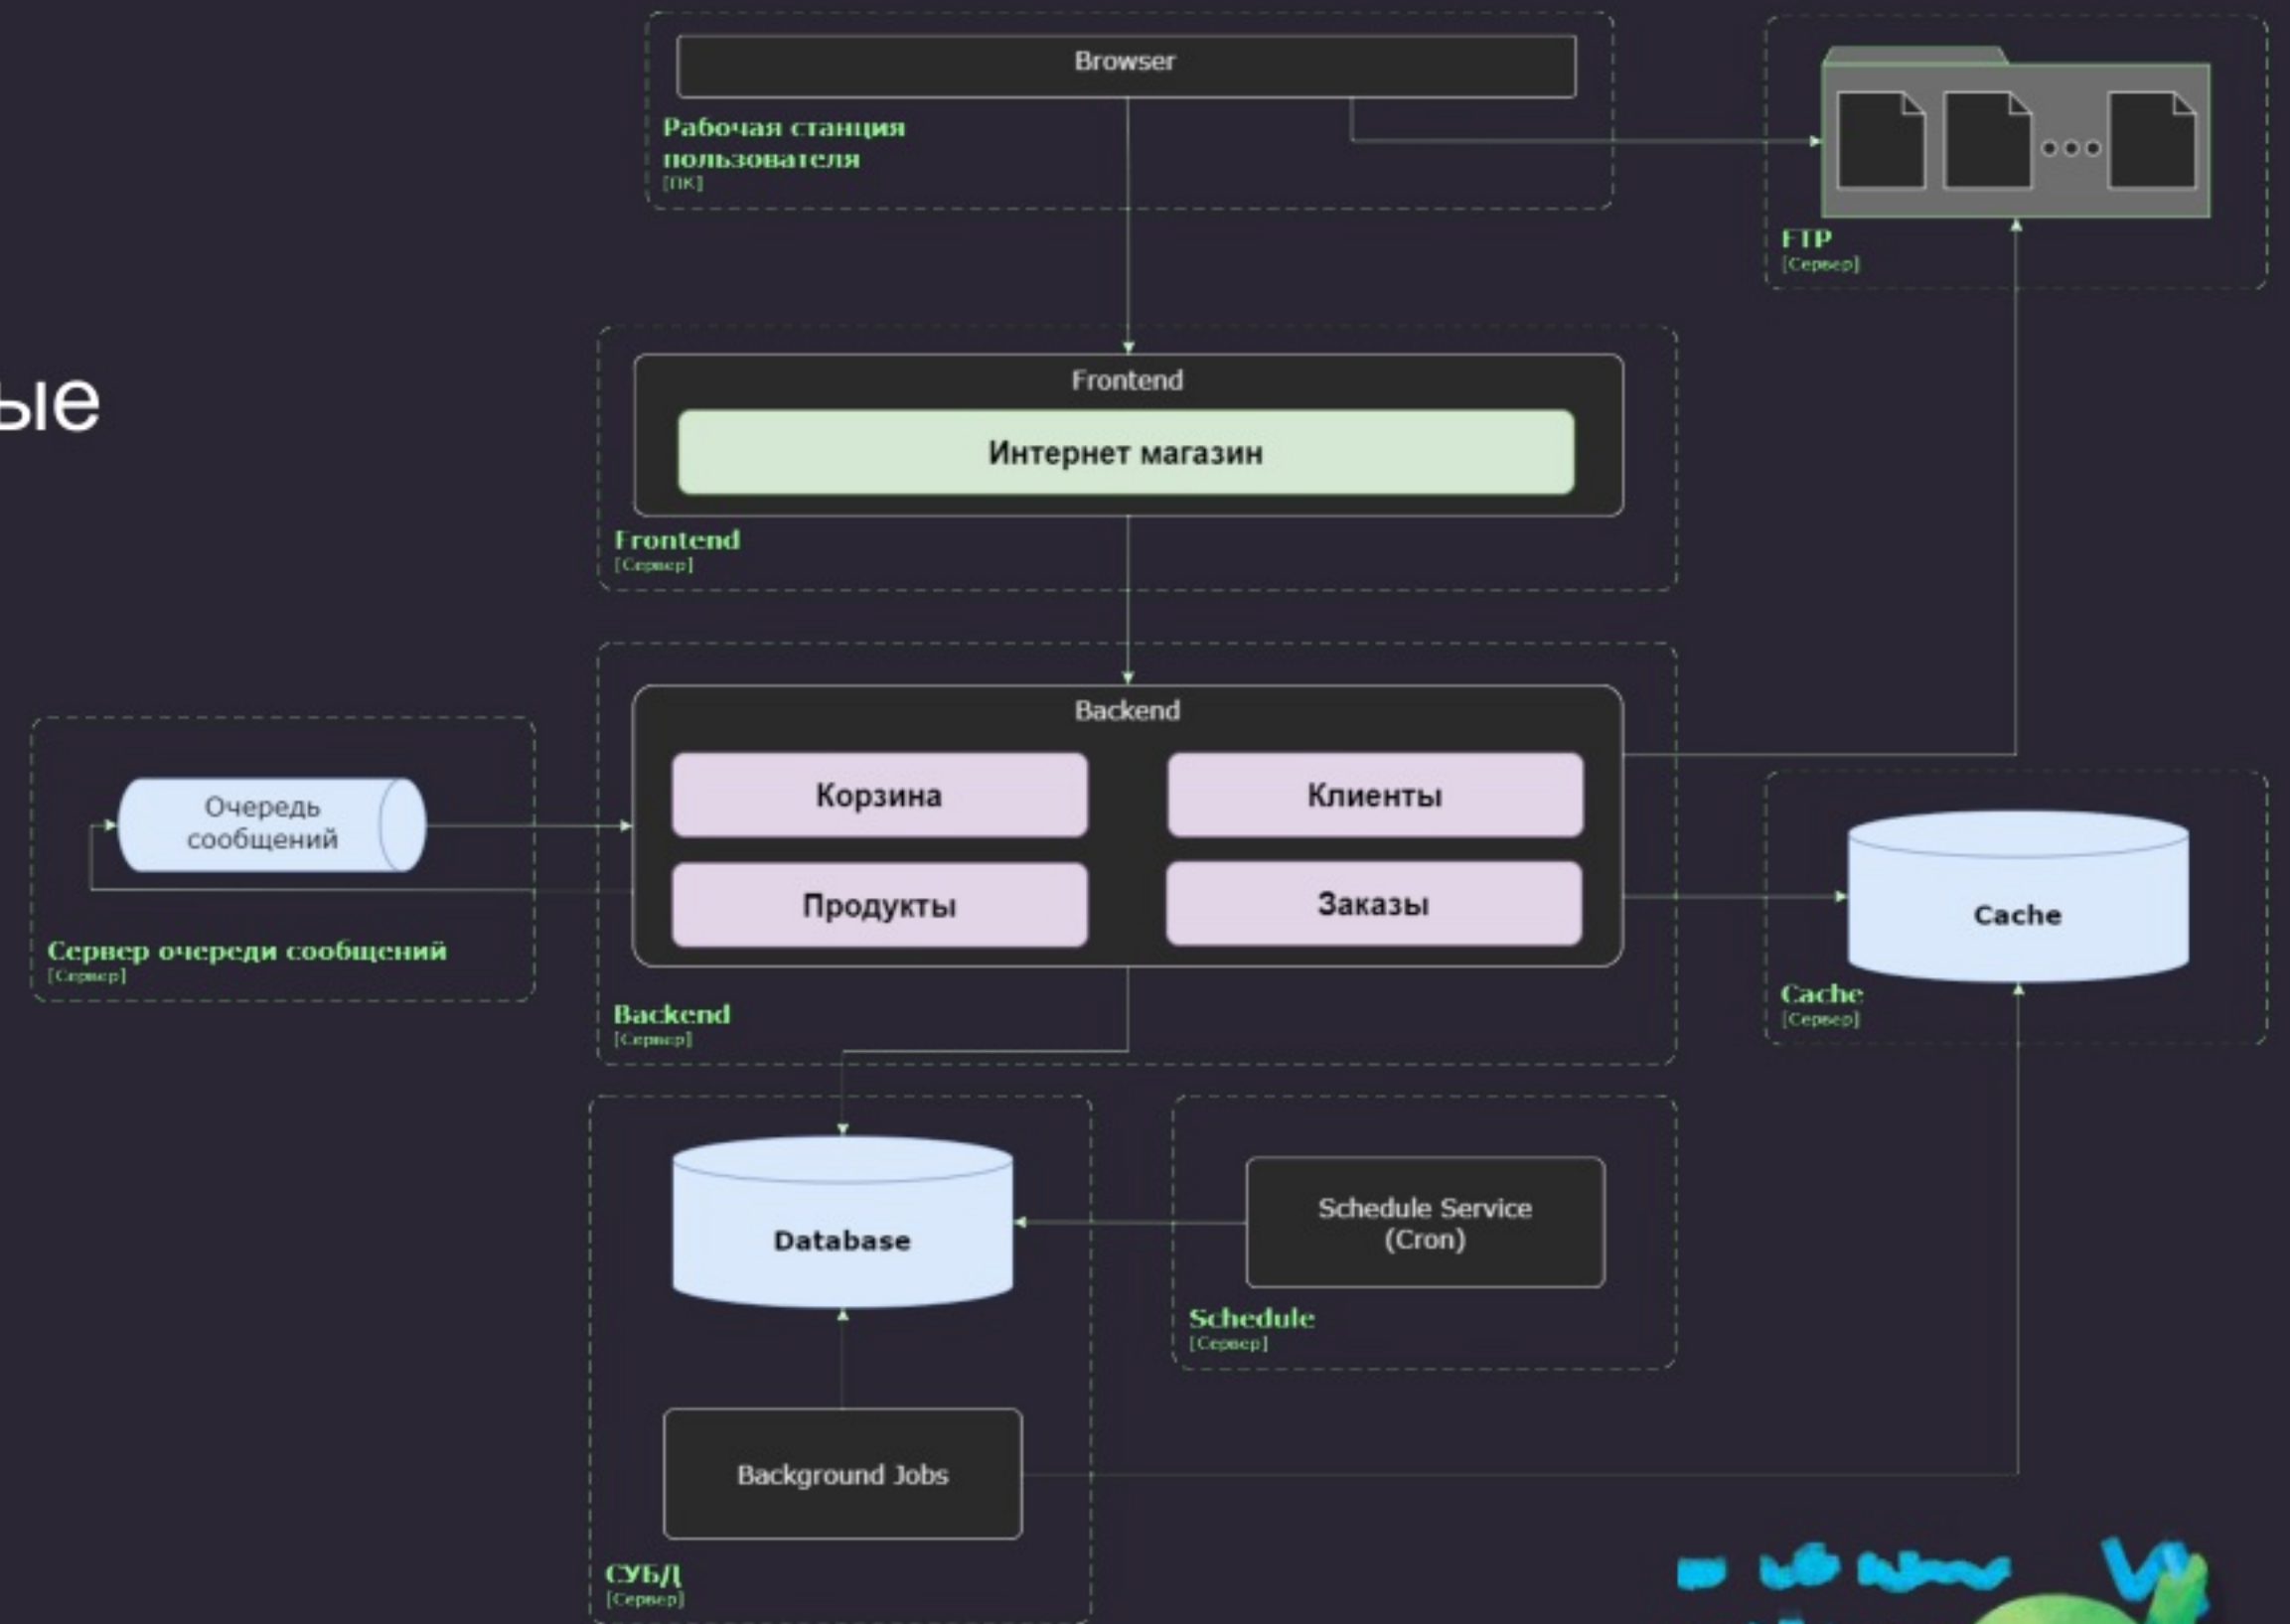 Browser
Рабочая станция
пользователя
[ПК]
FTP
[Сервер]
ые
Frontend
Интернет магазин
Frontend
[Сервер]
Backend
Корзина
Клиенты
Продукты
Заказы
Backend
[Сервер]
Очередь
сообщений
Сервер очереди сообщений
[Сервер]
Cache
Cache
[Сервер]
Database
Schedule Service
(Cron)
Schedule
[Сервер]
Background Jobs
СУБД
[Сервер]